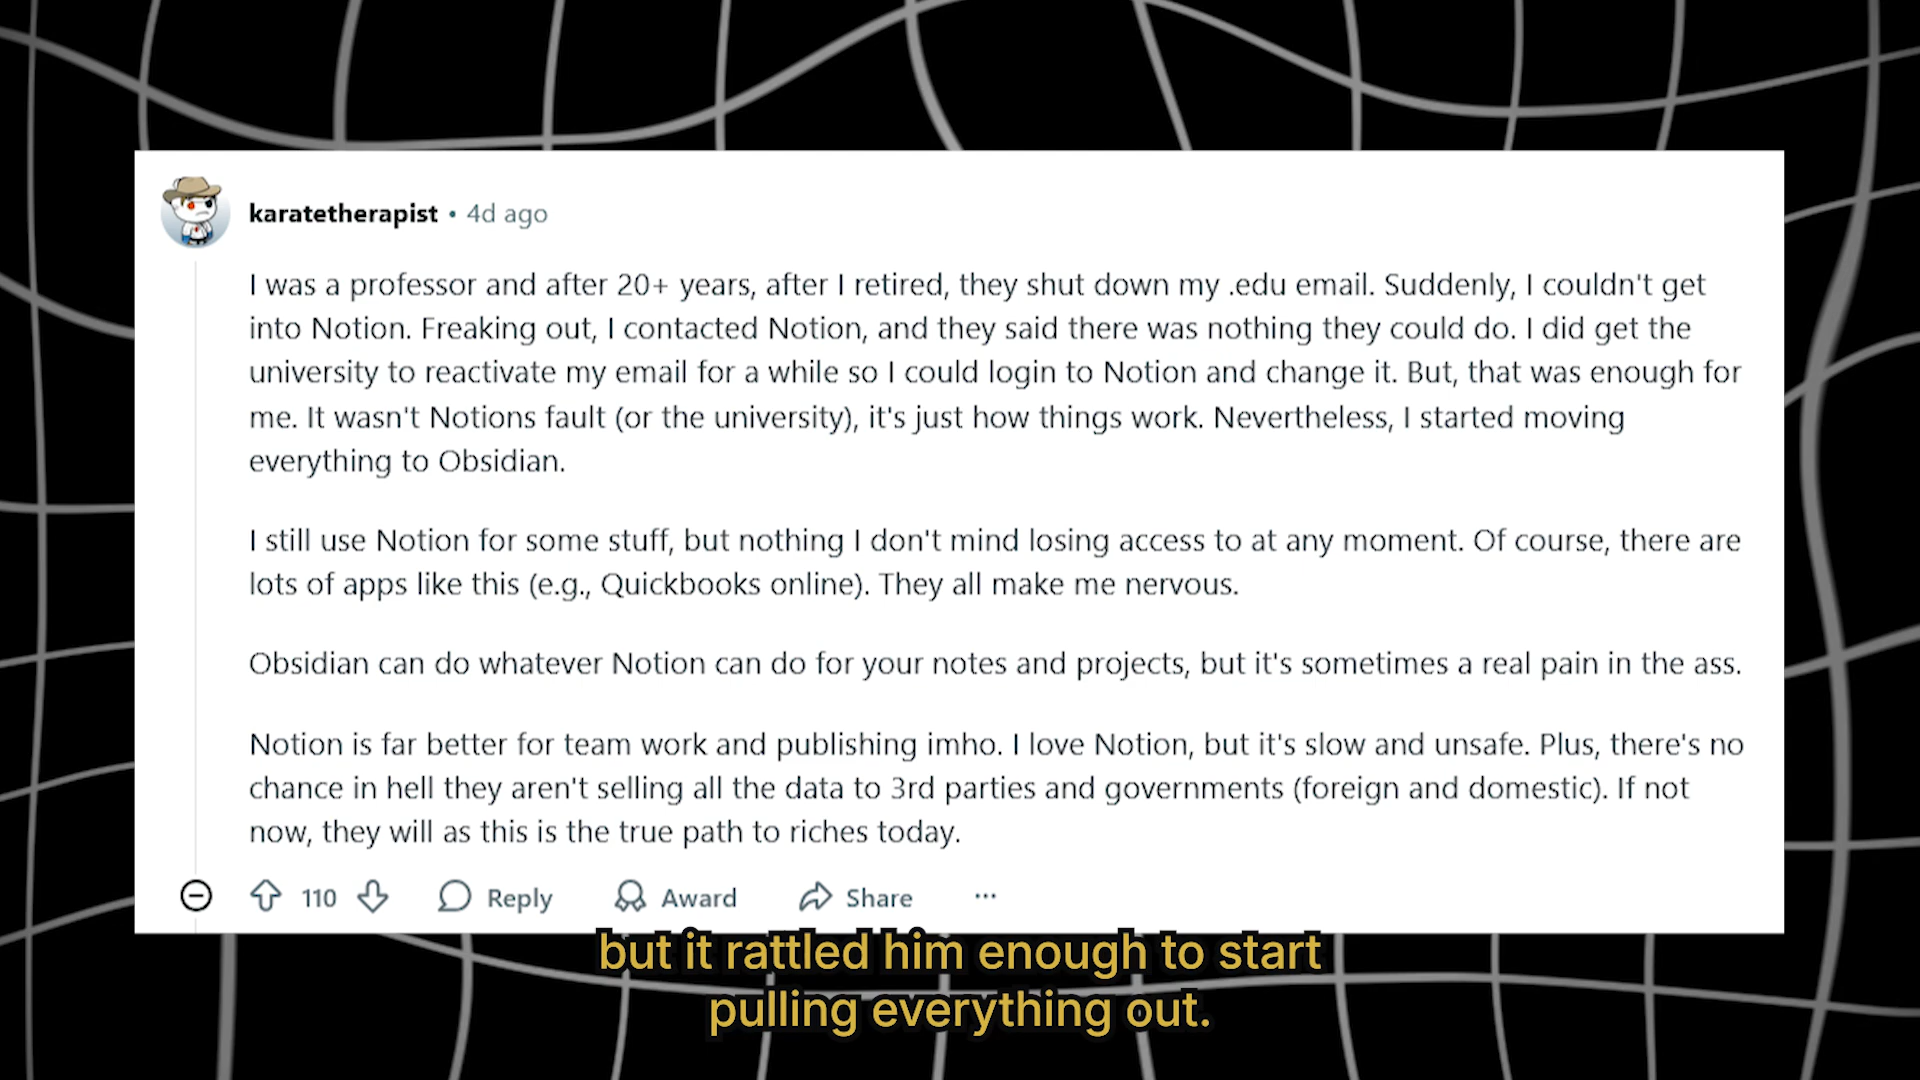 karatetherapist • 4d ago
I was a professor and after 20+ years, after I retired, they shut down my .edu email. Suddenly, I couldn't get
into Notion. Freaking out, I contacted Notion, and they said there was nothing they could do. I did get the
university to reactivate my email for a while so I could login to Notion and change it. But, that was enough for
me. It wasn't Notions fault (or the university), it's just how things work. Nevertheless, I started moving
everything to Obsidian.
I still use Notion for some stuff, but nothing I don't mind losing access to at any moment. Of course, there are
lots of apps like this (e.g., Quickbooks online). They all make me nervous.
Obsidian can do whatever Notion can do for your notes and projects, but it's sometimes a real pain in the ass.
Notion is far better for team work and publishing imho. I love Notion, but it's slow and unsafe. Plus, there's no
chance in hell they aren't selling all the data to 3rd parties and governments (foreign and domestic). If not
now, they will as this is the true path to riches today.
110 Reply Award Share ...
but it rattled him enough to start
pulling everything out.